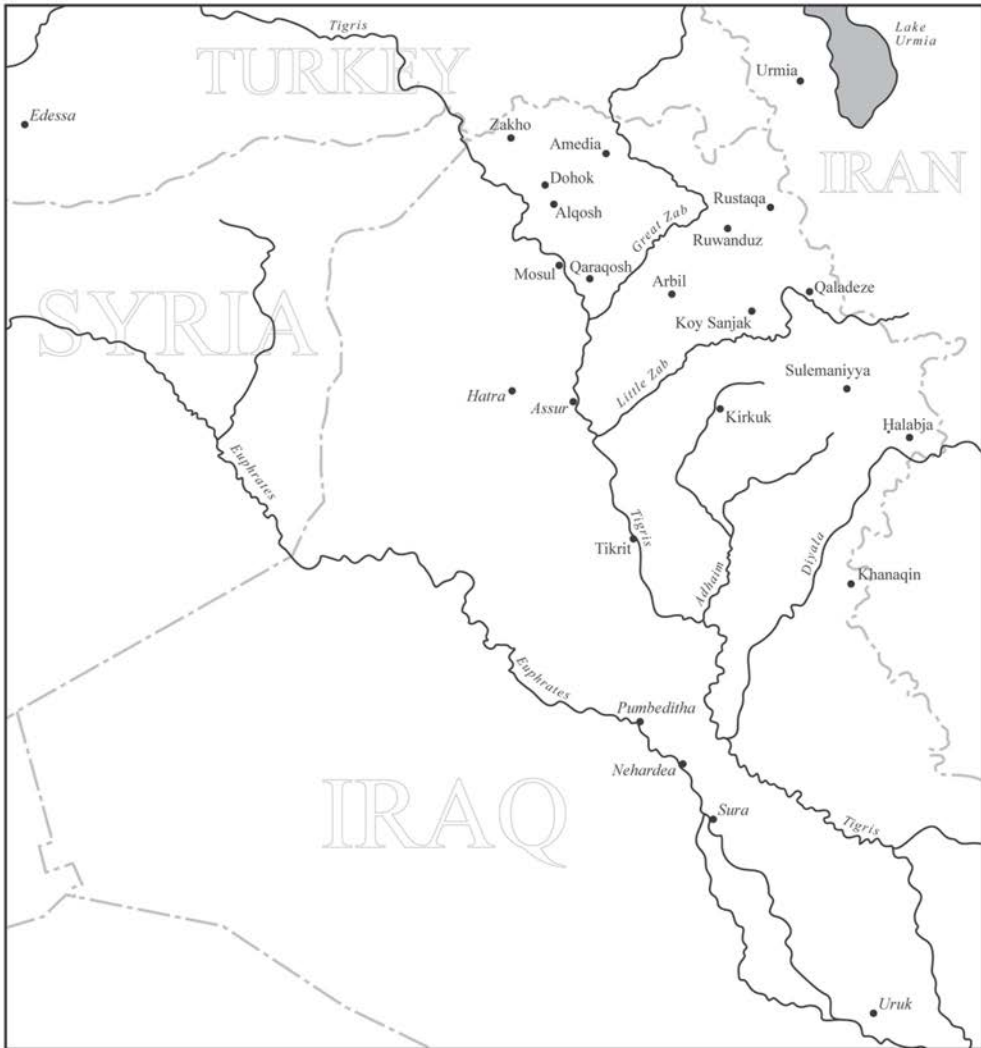 Tigris
Lake
Urmia
TURKEY
Urmia
Edessa
Zakho
Amedia
IRAN
Dohok
Rustaqa
Alqosh
Great Zab
Ruwanduz
Mosul
Qaraqosh
Arbil
Qaladeze
SYRIA
Koy Sanjak
Little Zab
Sulemaniyya
Hatra
Assur
Kirkuk
Ḥalabja
Euphrates
Tigris
Tikrit
Diyala
Adhaim
Khanaqin
Euphrates
Pumbeditha
Nehardea
IRAQ
Sura
Tigris
Uruk